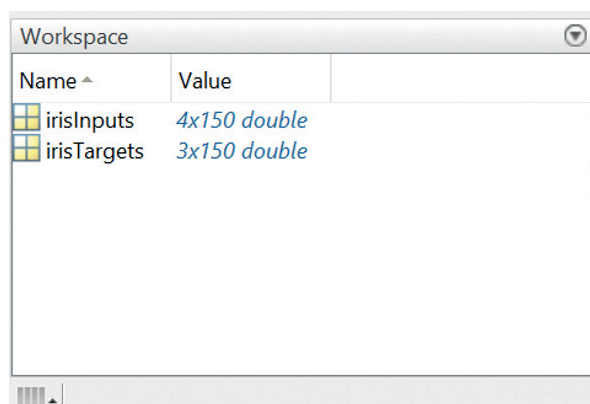 Workspace
Name Value
irisInputs 4x150 double
irisTargets 3x150 double